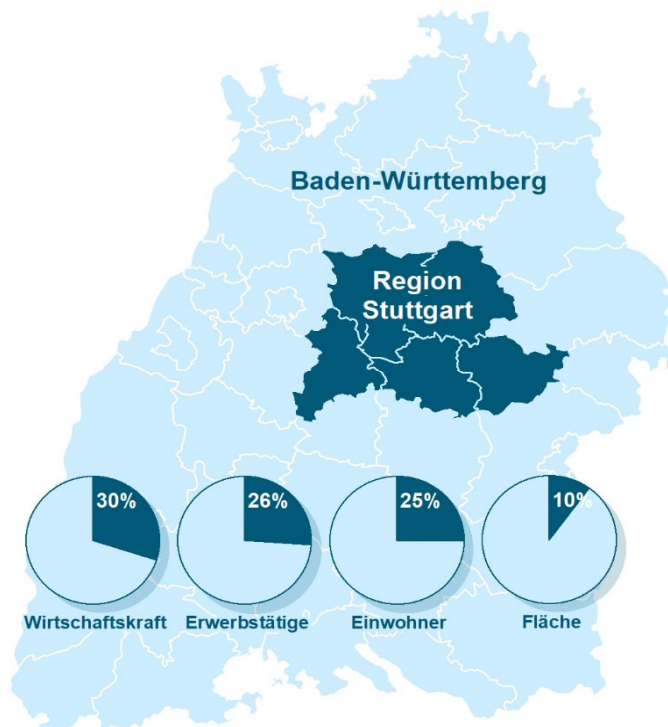 Baden-Württemberg
Region
Stuttgart
30%
26%
25%
10%
Wirtschaftskraft
Erwerbstätige
Einwohner
Fläche